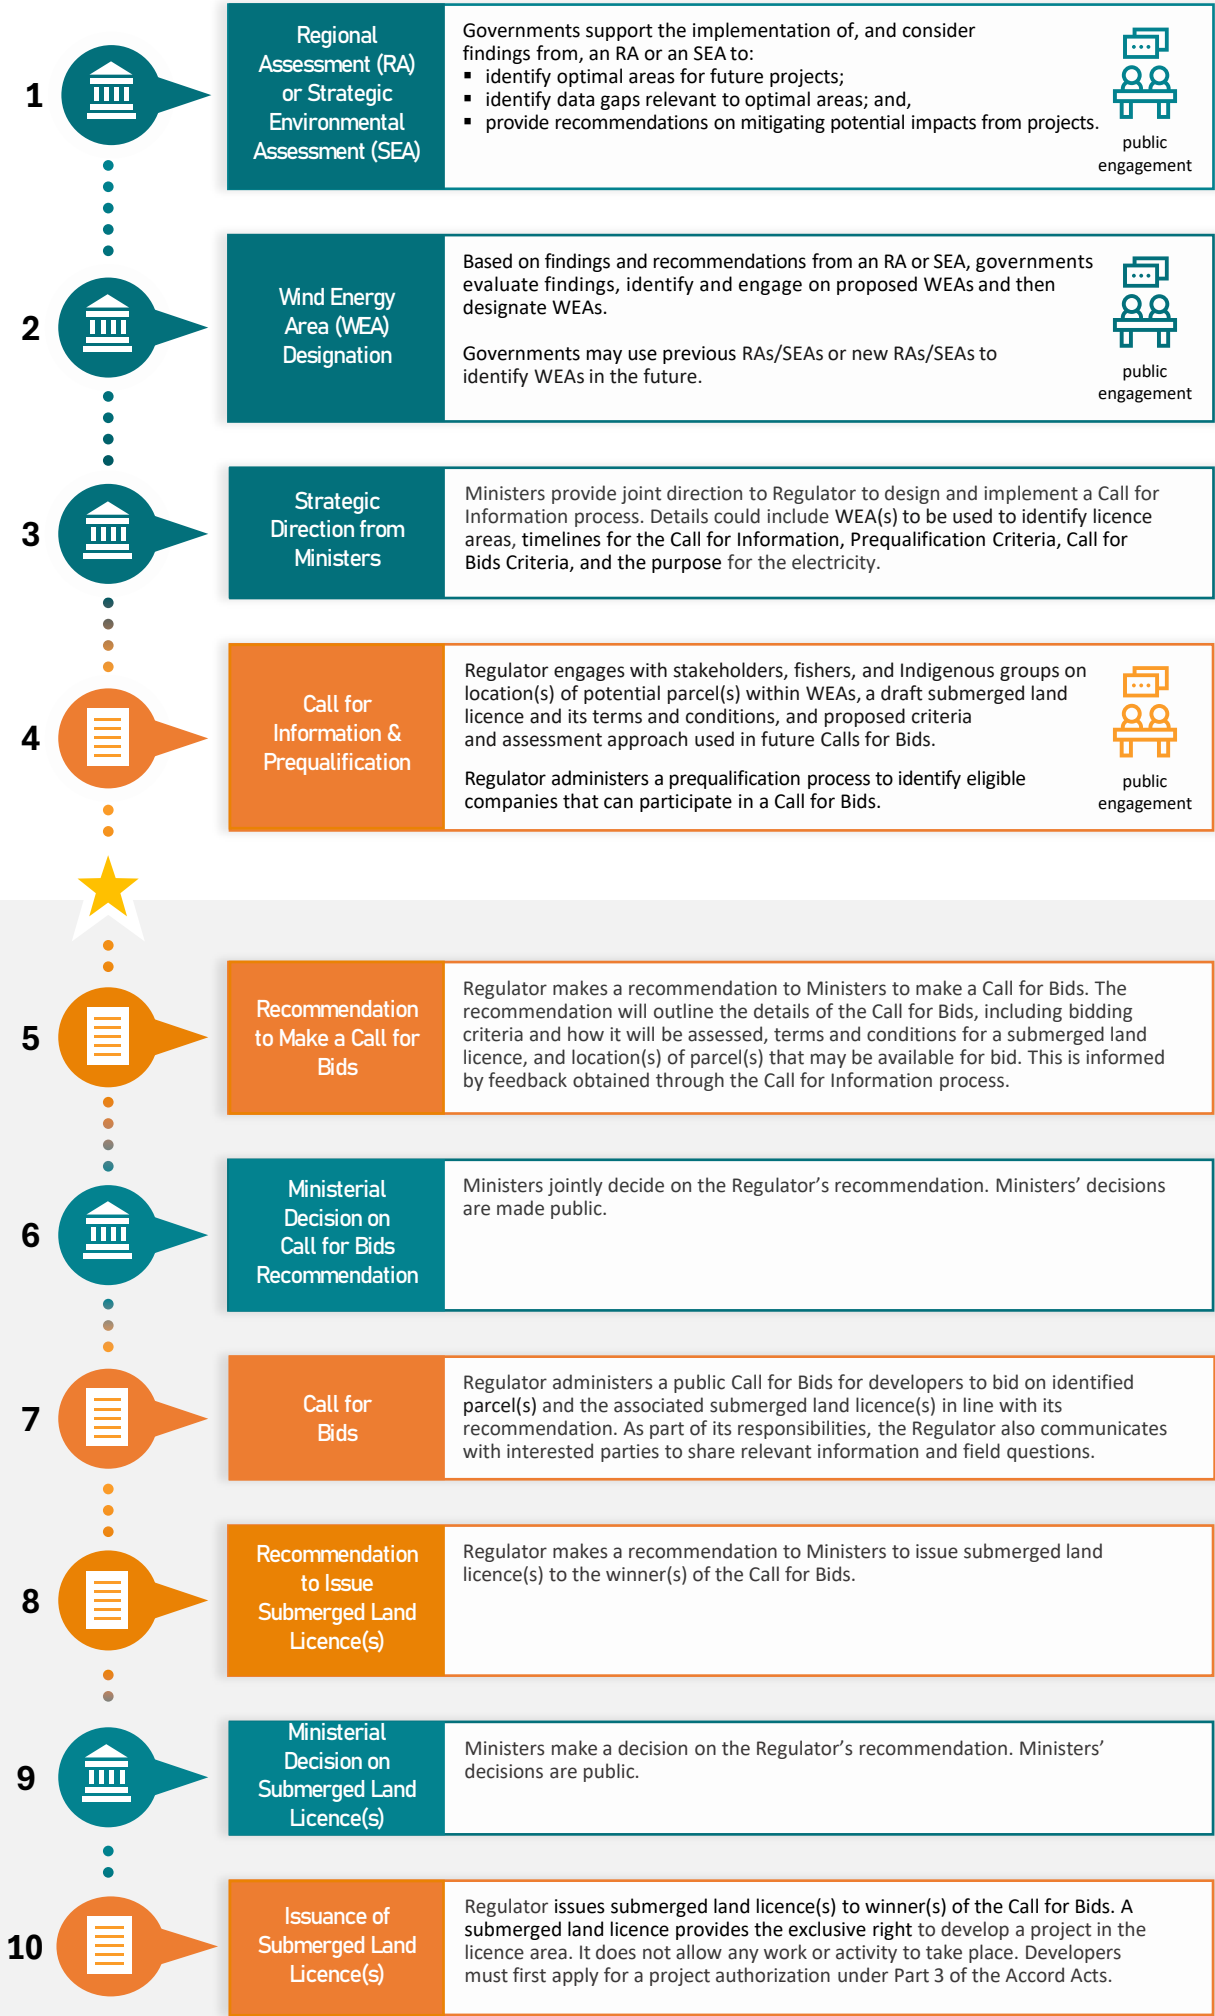 1
Regional
Assessment (RA)
or Strategic
Environmental
Assessment (SEA)
Governments support the implementation of, and consider
findings from, an RA or an SEA to:
▪ identify optimal areas for future projects;
▪ identify data gaps relevant to optimal areas; and,
▪ provide recommendations on mitigating potential impacts from projects.
public
engagement
2
Wind Energy
Area (WEA)
Designation
Based on findings and recommendations from an RA or SEA, governments
evaluate findings, identify and engage on proposed WEAs and then
designate WEAs.
Governments may use previous RAs/SEAs or new RAs/SEAs to
identify WEAs in the future.
public
engagement
3
Strategic
Direction from
Ministers
Ministers provide joint direction to Regulator to design and implement a Call for
Information process. Details could include WEA(s) to be used to identify licence
areas, timelines for the Call for Information, Prequalification Criteria, Call for
Bids Criteria, and the purpose for the electricity.
4
Call for
Information &
Prequalification
Regulator engages with stakeholders, fishers, and Indigenous groups on
location(s) of potential parcel(s) within WEAs, a draft submerged land
licence and its terms and conditions, and proposed criteria
and assessment approach used in future Calls for Bids.
Regulator administers a prequalification process to identify eligible
companies that can participate in a Call for Bids.
public
engagement
5
Recommendation
to Make a Call for
Bids
Regulator makes a recommendation to Ministers to make a Call for Bids. The
recommendation will outline the details of the Call for Bids, including bidding
criteria and how it will be assessed, terms and conditions for a submerged land
licence, and location(s) of parcel(s) that may be available for bid. This is informed
by feedback obtained through the Call for Information process.
6
Ministerial
Decision on
Call for Bids
Recommendation
Ministers jointly decide on the Regulator’s recommendation. Ministers’ decisions
are made public.
7
Call for
Bids
Regulator administers a public Call for Bids for developers to bid on identified
parcel(s) and the associated submerged land licence(s) in line with its
recommendation. As part of its responsibilities, the Regulator also communicates
with interested parties to share relevant information and field questions.
8
Recommendation
to Issue
Submerged Land
Licence(s)
Regulator makes a recommendation to Ministers to issue submerged land
licence(s) to the winner(s) of the Call for Bids.
9
Ministerial
Decision on
Submerged Land
Licence(s)
Ministers make a decision on the Regulator’s recommendation. Ministers’
decisions are public.
10
Issuance of
Submerged Land
Licence(s)
Regulator issues submerged land licence(s) to winner(s) of the Call for Bids. A
submerged land licence provides the exclusive right to develop a project in the
licence area. It does not allow any work or activity to take place. Developers
must first apply for a project authorization under Part 3 of the Accord Acts.